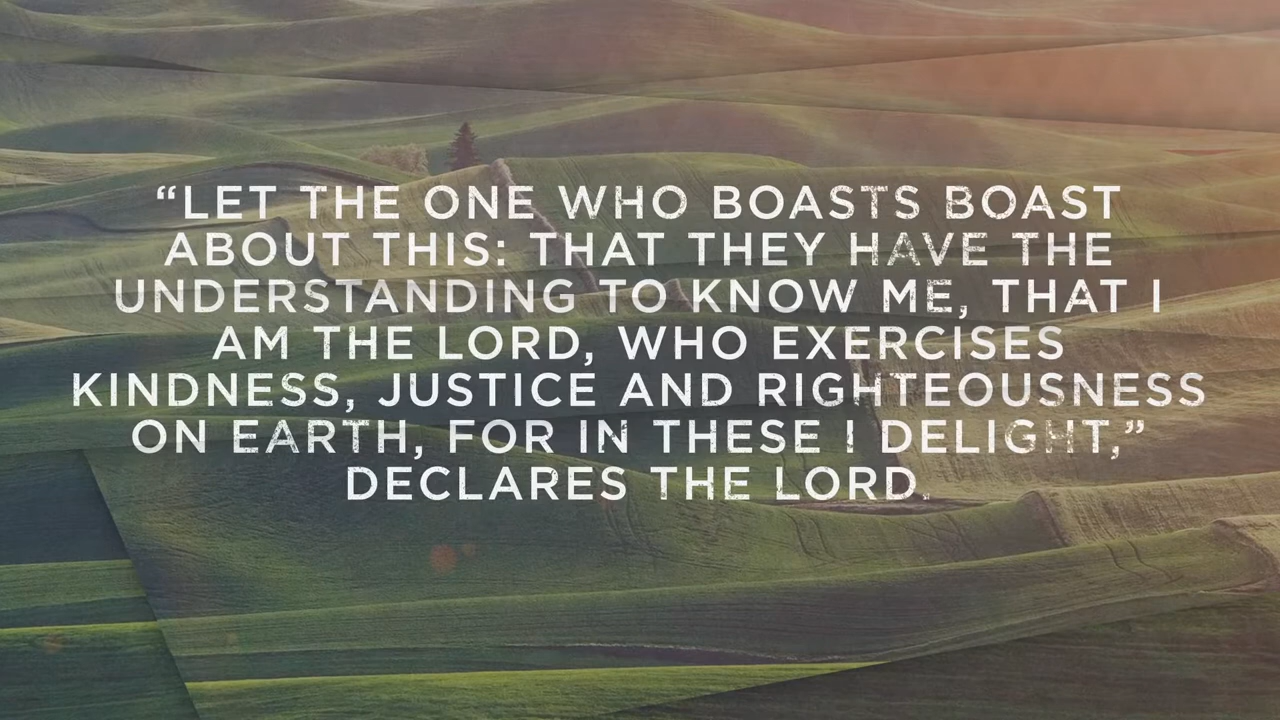 “LET THE ONE WHO BOASTS BOAST
ABOUT THIS: THAT THEY HAVE THE
UNDERSTANDING TO KNOW ME, THAT I
AM THE LORD, WHO EXERCISES
KINDNESS, JUSTICE AND RIGHTEOUSNESS
ON EARTH, FOR IN THESE I DELIGHT,”
DECLARES THE LORD.